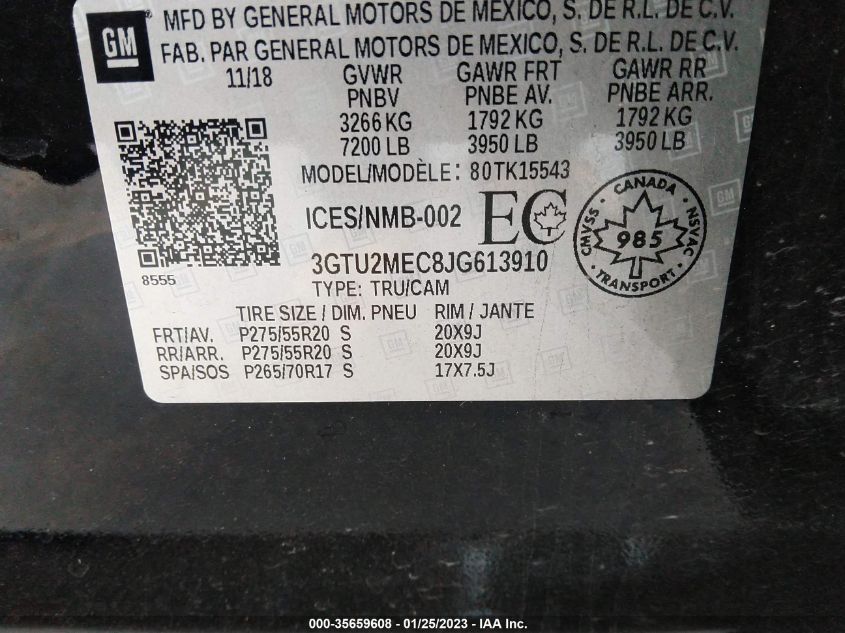 GM
MFD BY GENERAL MOTORS DE MEXICO, S. DE R.L. DE C.V.
FAB. PAR GENERAL MOTORS DE MEXICO, S. DE R.L. DE C.V.
11/18 GVWR GAWR FRT GAWR RR
PNBV PNBE AV. PNBE ARR.
3266 KG 1792 KG 1792 KG
7200 LB 3950 LB 3950 LB
MODEL/MODÈLE: 80TK15543
ICES/NMB-002 EC
CANADA
CMVSS 985 NSVAC
TRANSPORT
3GTU2MEC8JG613910
8555
TYPE: TRU/CAM
TIRE SIZE / DIM. PNEU RIM / JANTE
FRT/AV. P275/55R20 S 20X9J
RR/ARR. P275/55R20 S 20X9J
SPA/SOS P265/70R17 S 17X7.5J
000-35659608 - 01/25/2023 - IAA Inc.